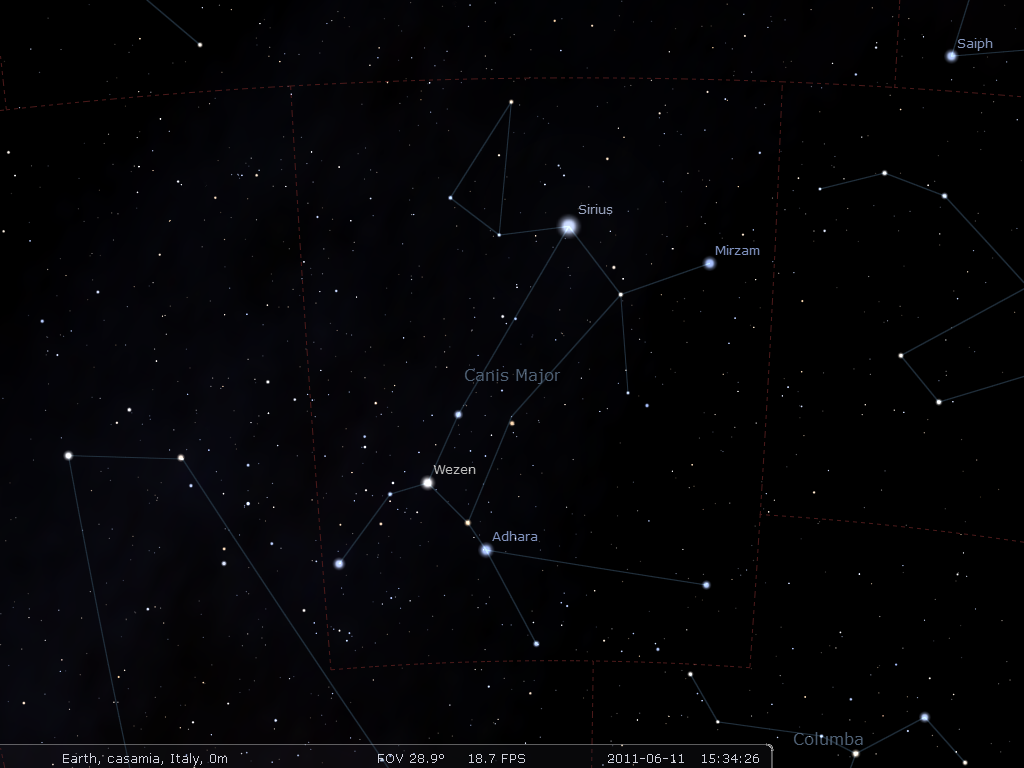 Saiph
Sirius
Mirzam
Canis Major
Wezen
Adhara
Columba
Earth, casamia, Italy, 0m FOV 28.9° 18.7 FPS 2011-06-11 15:34:26